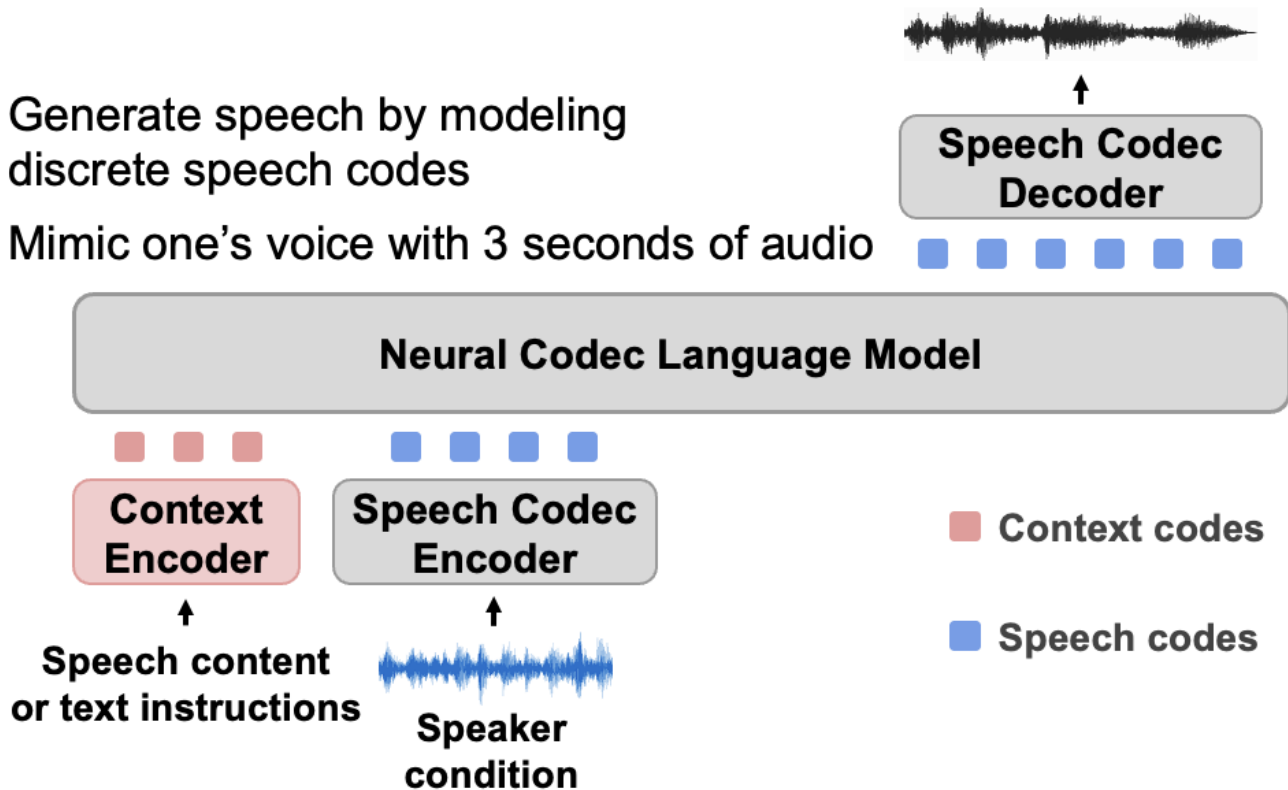 Generate speech by modeling
discrete speech codes
Mimic one’s voice with 3 seconds of audio
Speech Codec
Decoder
Neural Codec Language Model
Context
Encoder
Speech Codec
Encoder
Context codes
Speech codes
Speech content
or text instructions
Speaker
condition